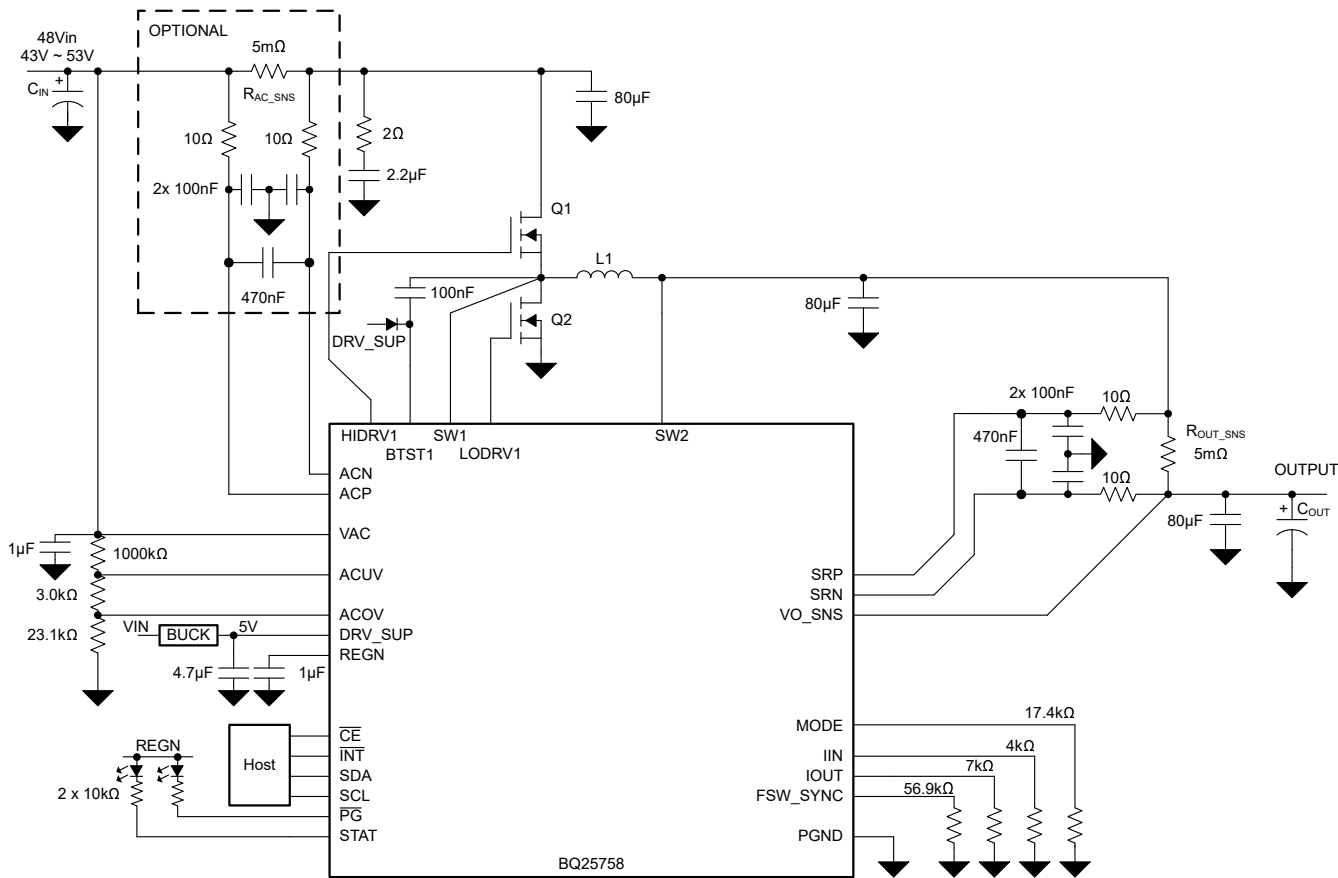 OPTIONAL
48Vin
43V ~ 53V
5mΩ
+
C_IN
R_AC_SNS
80µF
10Ω
10Ω
2Ω
2x 100nF
2.2µF
Q1
L1
470nF
100nF
80µF
Q2
DRV_SUP
2x 100nF
10Ω
HIDRV1
SW1
SW2
BTST1
LODRV1
470nF
R_OUT_SNS
5mΩ
ACN
OUTPUT
10Ω
ACP
+ C_OUT
80µF
VAC
1µF
1000kΩ
ACUV
SRP
3.0kΩ
SRN
ACOV
VO_SNS
VIN
BUCK
5V
23.1kΩ
DRV_SUP
REGN
4.7µF
1µF
17.4kΩ
MODE
CE
REGN
4kΩ
INT
IIN
Host
7kΩ
SDA
IOUT
2 x 10kΩ
56.9kΩ
SCL
FSW_SYNC
PG
STAT
PGND
BQ25758